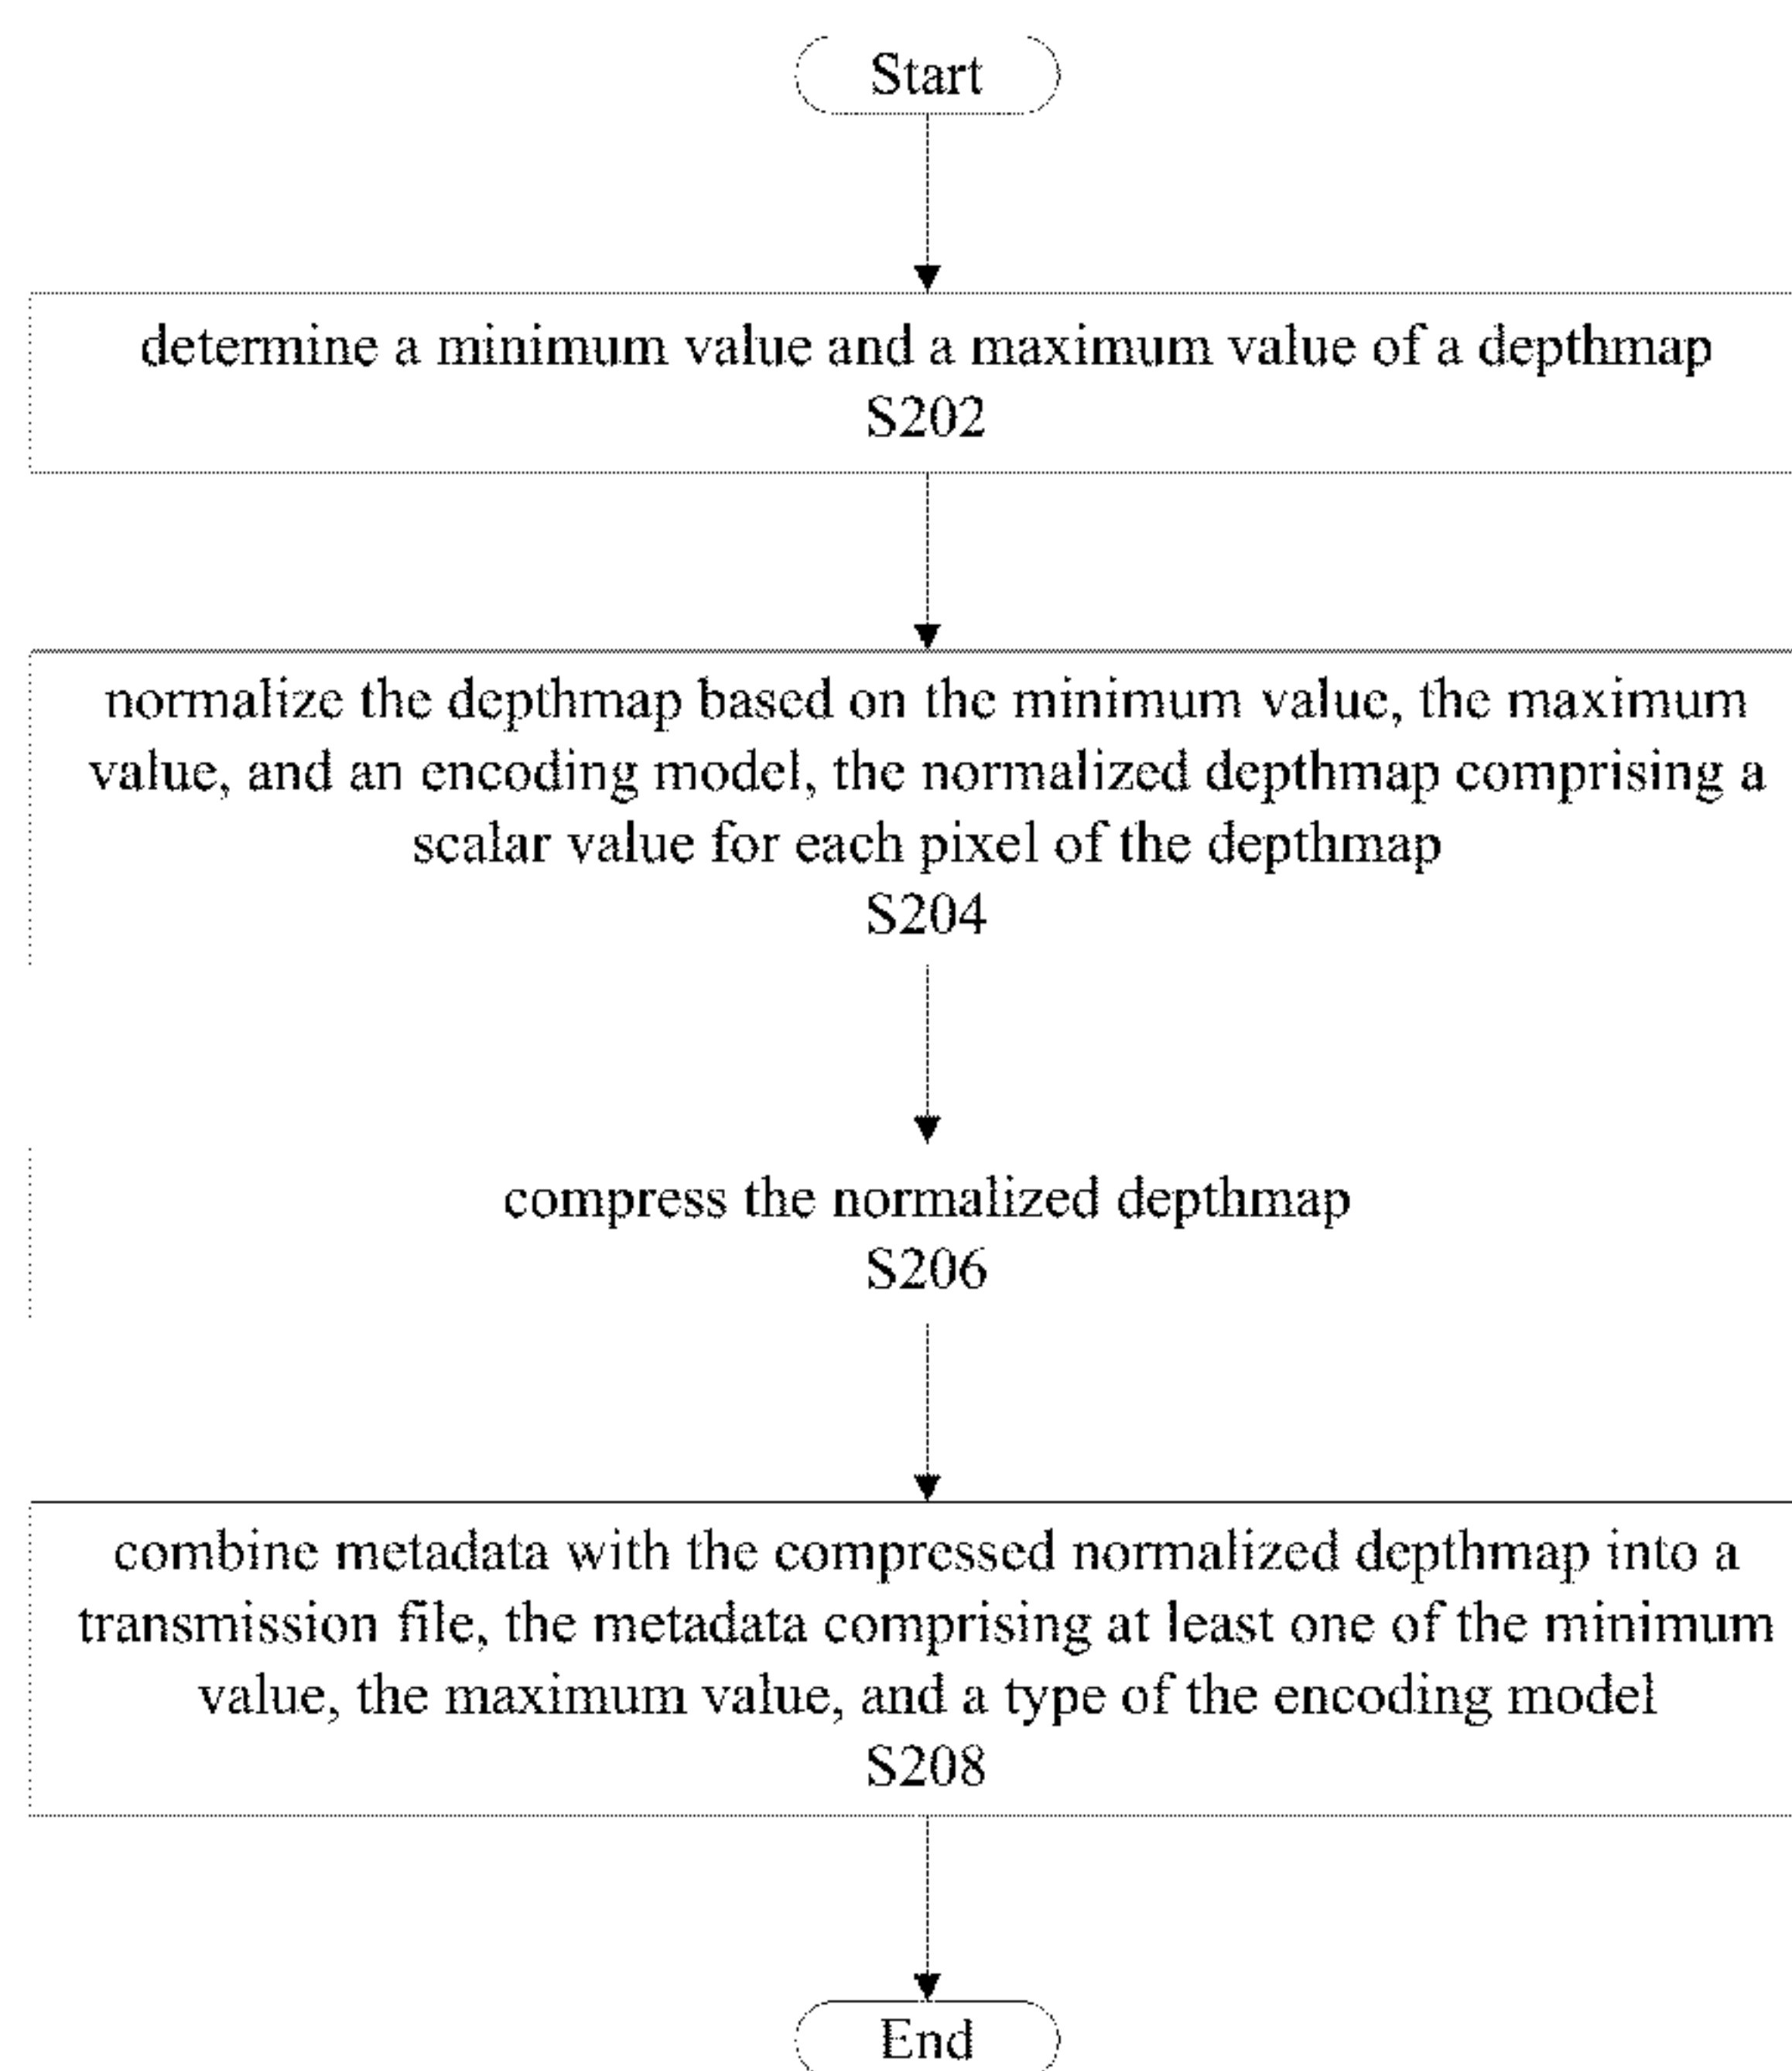 Start
determine a minimum value and a maximum value of a depthmap
S202
normalize the depthmap based on the minimum value, the maximum
value, and an encoding model, the normalized depthmap comprising a
scalar value for each pixel of the depthmap
S204
compress the normalized depthmap
S206
combine metadata with the compressed normalized depthmap into a
transmission file, the metadata comprising at least one of the minimum
value, the maximum value, and a type of the encoding model
S208
End